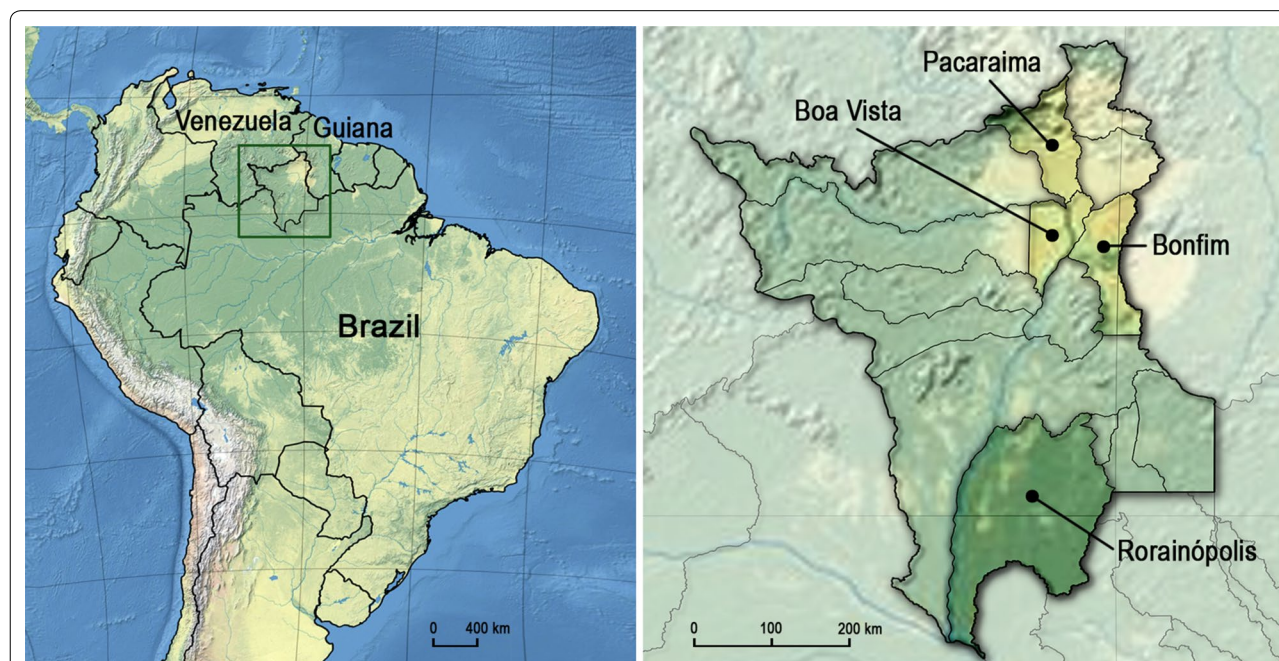 Venezuela
Guiana
Brazil
0 400 km
Pacaraima
Boa Vista
Bonfim
Rorainópolis
0 100 200 km